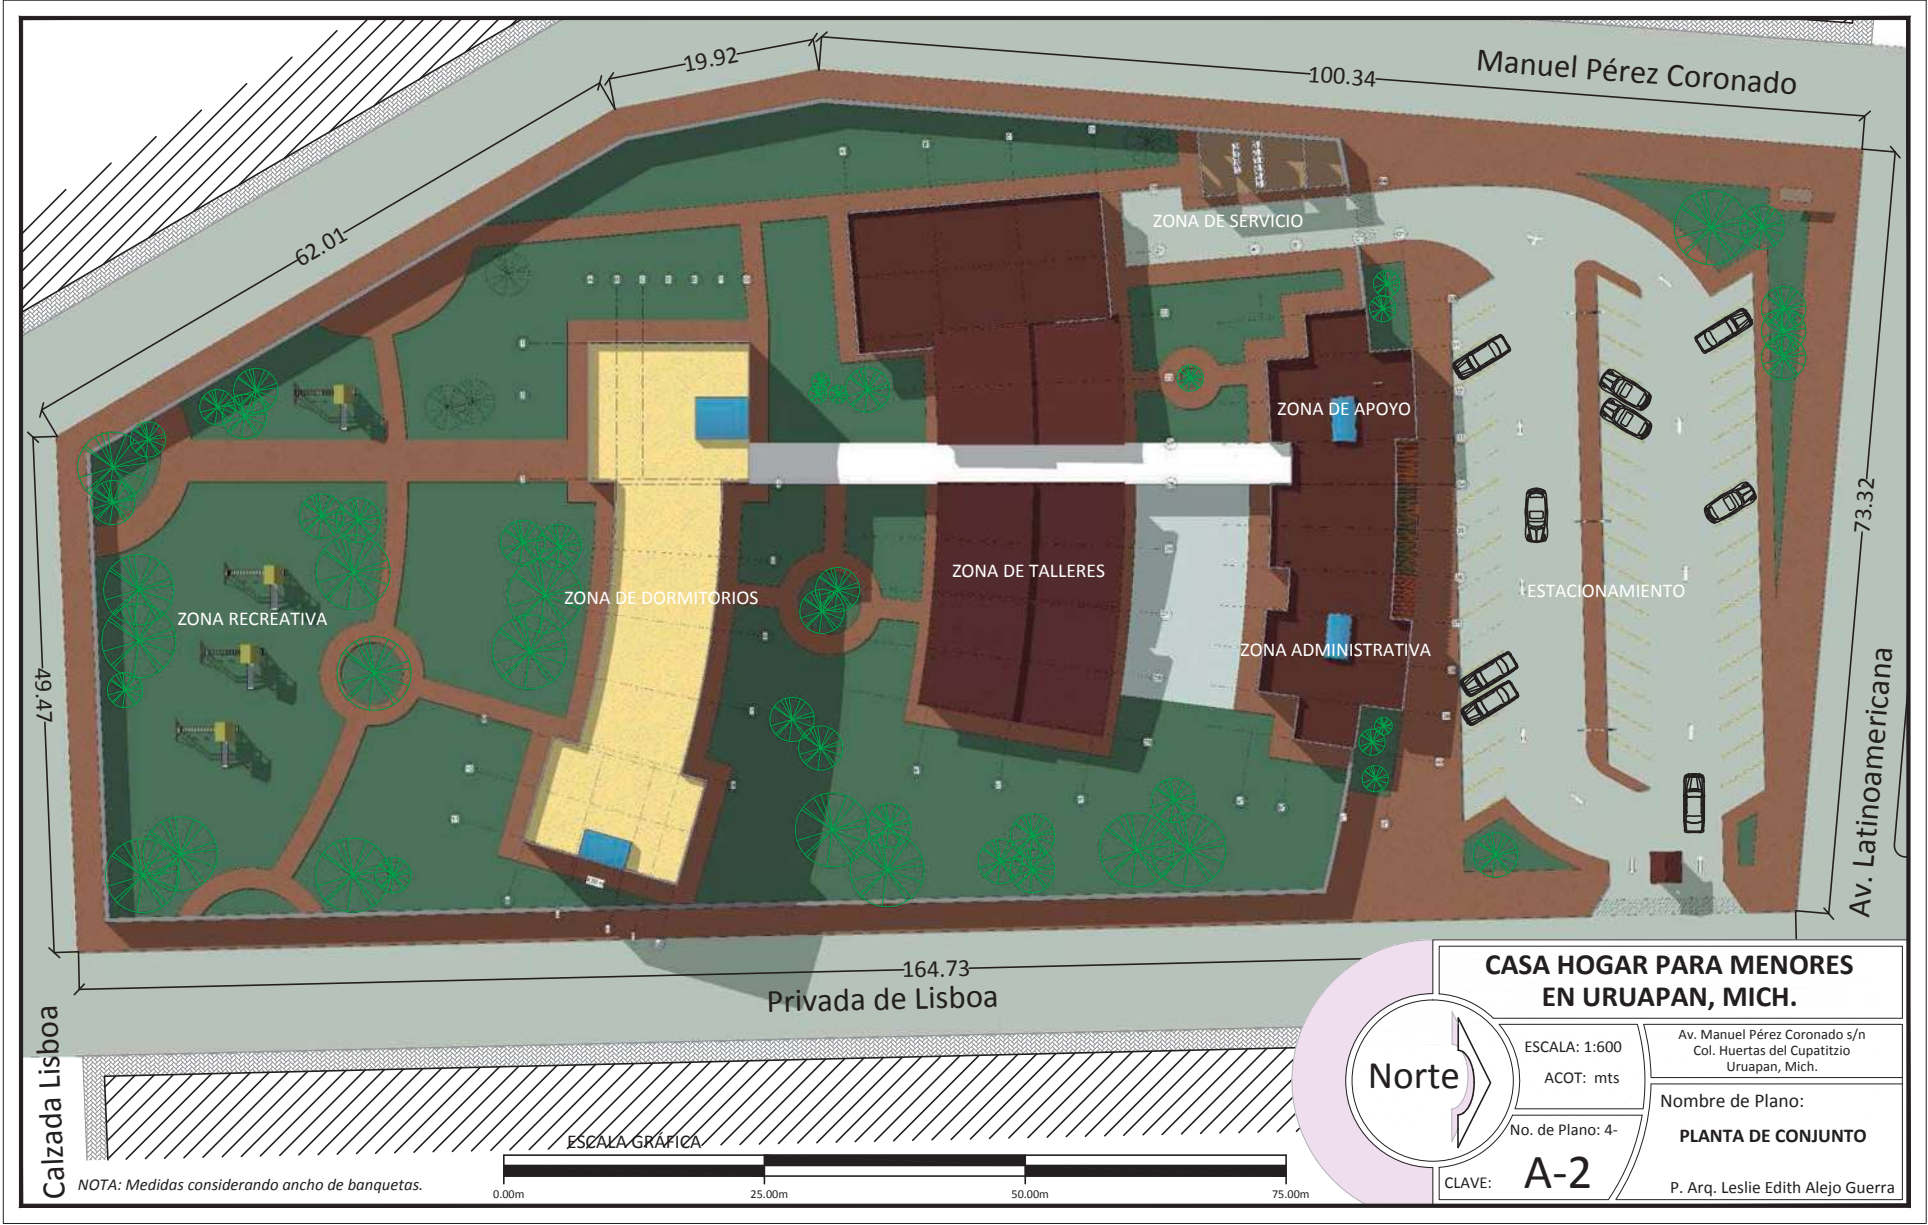 19.92
100.34
Manuel Pérez Coronado
62.01
ZONA DE SERVICIO
ZONA DE APOYO
73.32
ZONA DE TALLERES
ESTACIONAMIENTO
ZONA DE DORMITORIOS
ZONA RECREATIVA
ZONA ADMINISTRATIVA
49.47
Av. Latinoamericana
164.73
Privada de Lisboa
Calzada Lisboa
CASA HOGAR PARA MENORES
EN URUAPAN, MICH.
Norte
ESCALA: 1:600
ACOT: mts
Av. Manuel Pérez Coronado s/n
Col. Huertas del Cupatitzio
Uruapan, Mich.
Nombre de Plano:
PLANTA DE CONJUNTO
No. de Plano: 4-
CLAVE: A-2
P. Arq. Leslie Edith Alejo Guerra
ESCALA GRÁFICA
0.00m 25.00m 50.00m 75.00m
NOTA: Medidas considerando ancho de banquetas.